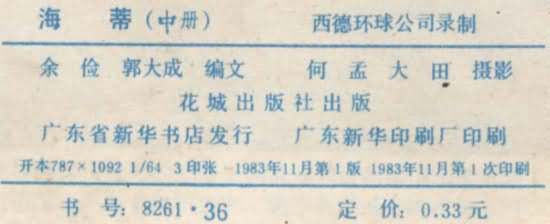 海 蒂（中册） 西德环球公司录制
余 俭 郭大成 编文 何 孟 大 田 摄影
花城出版社出版
广东省新华书店发行 广东新华印刷厂印刷
开本787×1092 1/64 3印张 1983年11月第1版 1983年11月第1次印刷
书 号：8261·36 定 价：0.33元